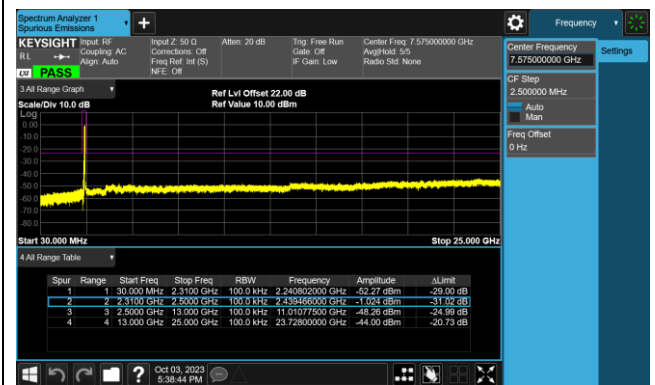 Spectrum Analyzer 1
Spurious Emissions
Frequency
KEYSIGHT
Input: RF
Coupling: AC
Align: Auto
Input Z: 50 Ω
Corrections: Off
Freq Ref: Int (S)
NFE: Off
Atten: 20 dB
Trig: Free Run
Gate: Off
IF Gain: Low
Center Freq: 7.575000000 GHz
Avg|Hold: 5/5
Radio Std: None
RL
LXI
PASS
Center Frequency
7.575000000 GHz
Settings
CF Step
2.500000 MHz
Auto
Man
Freq Offset
0 Hz
3 All Range Graph
Scale/Div 10.0 dB
Ref Lvl Offset 22.00 dB
Ref Value 10.00 dBm
Log
0.00
-10.0
-20.0
-30.0
-40.0
-50.0
-60.0
-70.0
-80.0
Start 30.000 MHz
Stop 25.000 GHz
4 All Range Table
Spur Range Start Freq Stop Freq RBW Frequency Amplitude ΔLimit
1 1 30.000 MHz 2.3100 GHz 100.0 kHz 2.240802000 GHz -52.27 dBm -29.00 dB
2 2 2.3100 GHz 2.5000 GHz 100.0 kHz 2.439466000 GHz -1.024 dBm -31.02 dB
3 3 2.5000 GHz 13.000 GHz 100.0 kHz 11.01077500 GHz -48.26 dBm -24.99 dB
4 4 13.000 GHz 25.000 GHz 100.0 kHz 23.72800000 GHz -44.00 dBm -20.73 dB
Oct 03, 2023
5:38:44 PM